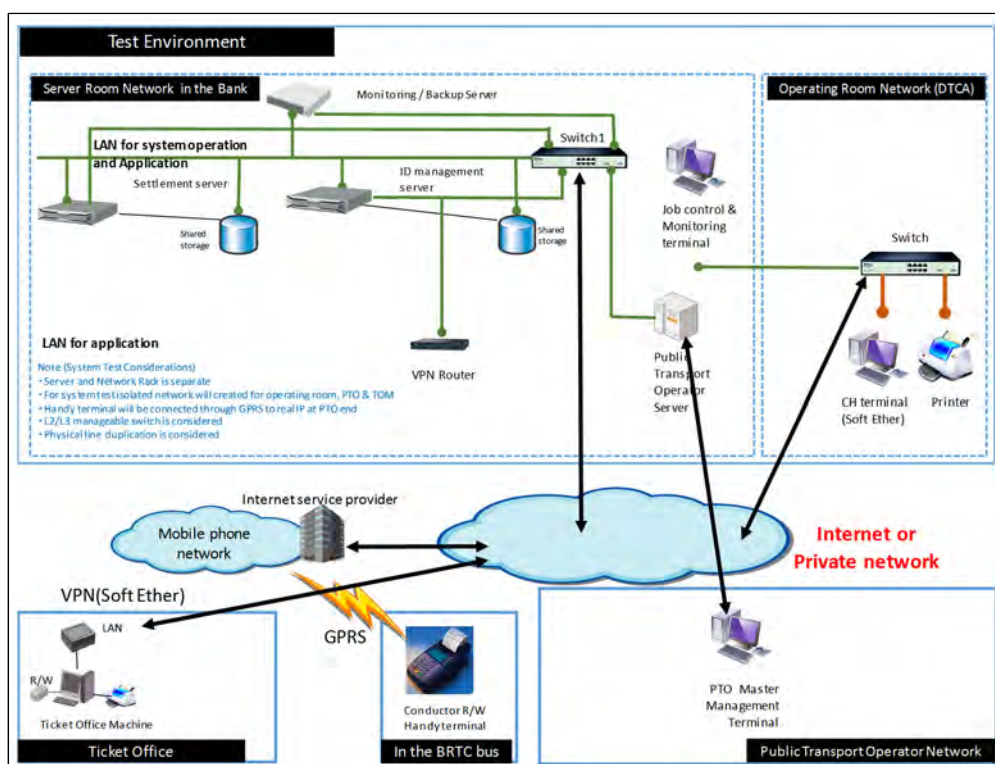 Test Environment
Server Room Network in the Bank
Monitoring / Backup Server
Operating Room Network (DTCA)
Switch1
LAN for system operation
and Application
Settlement server
ID management
server
Shared
storage
Shared
storage
Job control &
Monitoring
terminal
Switch
LAN for application
VPN Router
Public
Transport
Operator
Server
CH terminal
(Soft Ether)
Printer
Note (System Test Considerations)
• Server and Network Rack is separate
• For system test isolated network will created for operating room, PTO & TOM
• Handy terminal will be connected through GPRS to real IP at PTO end
• L2/L3 manageable switch is considered
• Physical line duplication is considered
Internet service provider
Mobile phone
network
Internet or
Private network
VPN(Soft Ether)
GPRS
LAN
R/W
Ticket Office Machine
Ticket Office
Conductor R/W
Handy terminal
In the BRTC bus
PTO Master
Management
Terminal
Public Transport Operator Network